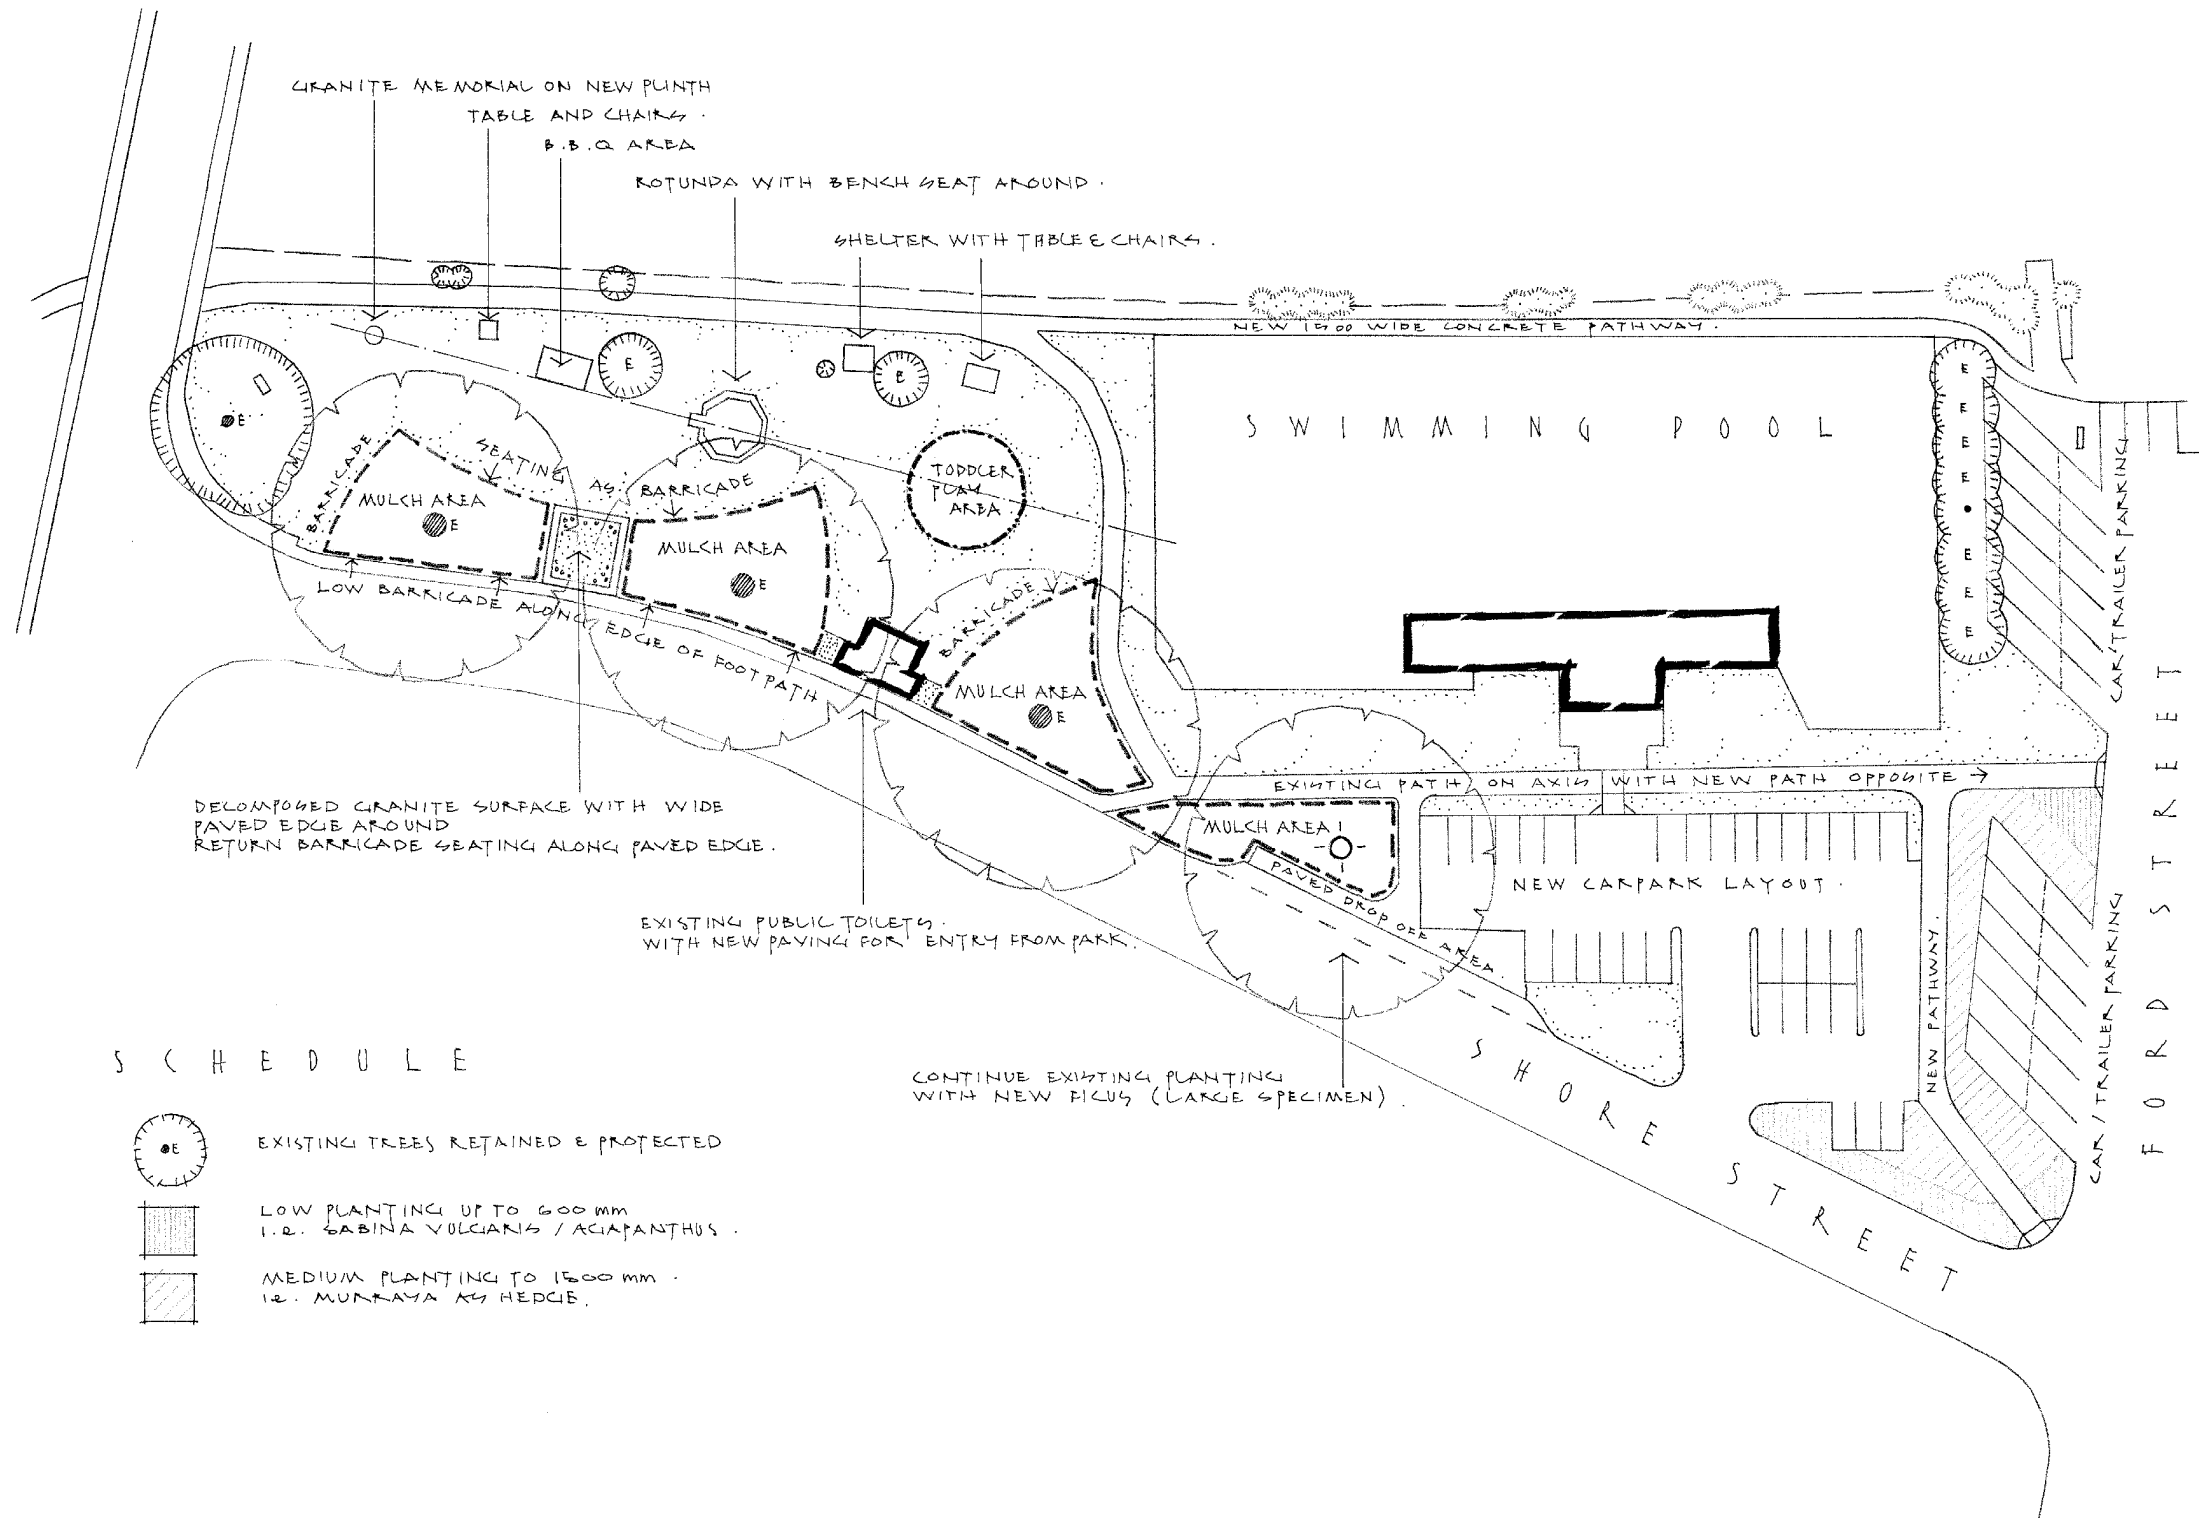 GRANITE MEMORIAL ON NEW PLINTH
TABLE AND CHAIRS.
B.B.Q AREA
ROTUNDA WITH BENCH SEAT AROUND.
SHELTER WITH TABLE & CHAIRS.
NEW 1500 WIDE CONCRETE PATHWAY.
SWIMMING POOL
E
E
E
E
E
E
E
E
E
E
E
CAR/TRAILER PARKING
BARRICADE
SEATING AS BARRICADE
TODDLER
PLAY
AREA
MULCH AREA
E
MULCH AREA
E
LOW BARRICADE ALONG EDGE OF FOOTPATH
BARRICADE
MULCH AREA
E
EXISTING PATH ON AXIS WITH NEW PATH OPPOSITE
MULCH AREA
PAVED DROP OFF AREA.
NEW CARPARK LAYOUT.
NEW PATHWAY.
CAR/TRAILER PARKING
FORD STREET
SHORE STREET
DECOMPOSED GRANITE SURFACE WITH WIDE
PAVED EDGE AROUND
RETURN BARRICADE SEATING ALONG PAVED EDGE.
EXISTING PUBLIC TOILETS.
WITH NEW PAVING FOR ENTRY FROM PARK.
CONTINUE EXISTING PLANTING
WITH NEW FICUS (LARGE SPECIMEN).
SCHEDULE
E
EXISTING TREES RETAINED & PROTECTED
LOW PLANTING UP TO 600 mm
i.e. SABINA VULGARIS / AGAPANTHUS.
MEDIUM PLANTING TO 1500 mm.
ie. MURRAYA AS HEDGE.